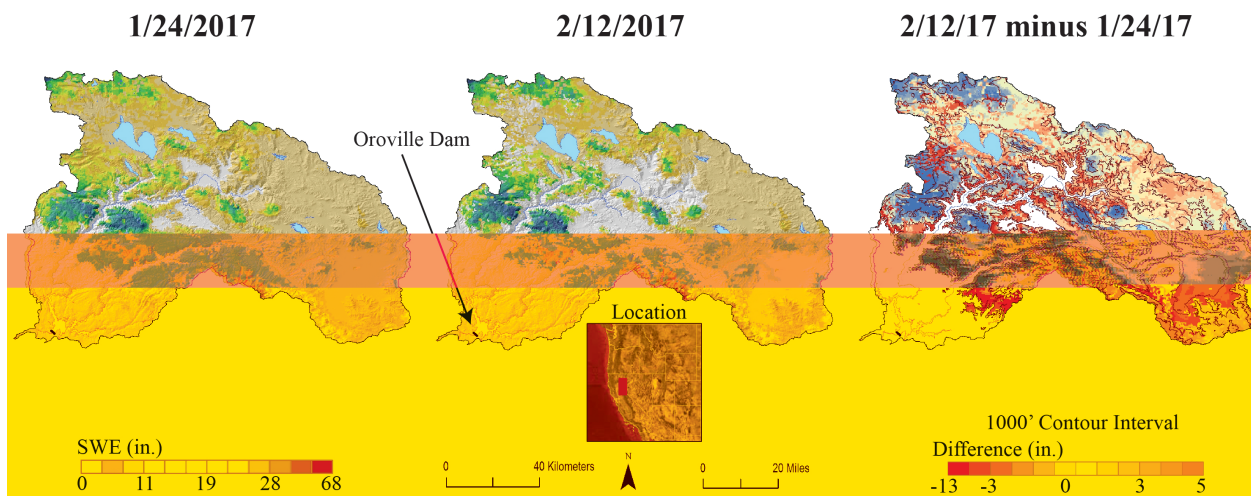 1/24/2017
2/12/2017
2/12/17 minus 1/24/17
Oroville Dam
Location
SWE (in.)
0 11 19 28 68
0 40 Kilometers
N
0 20 Miles
1000’ Contour Interval
Difference (in.)
-13 -3 0 3 5